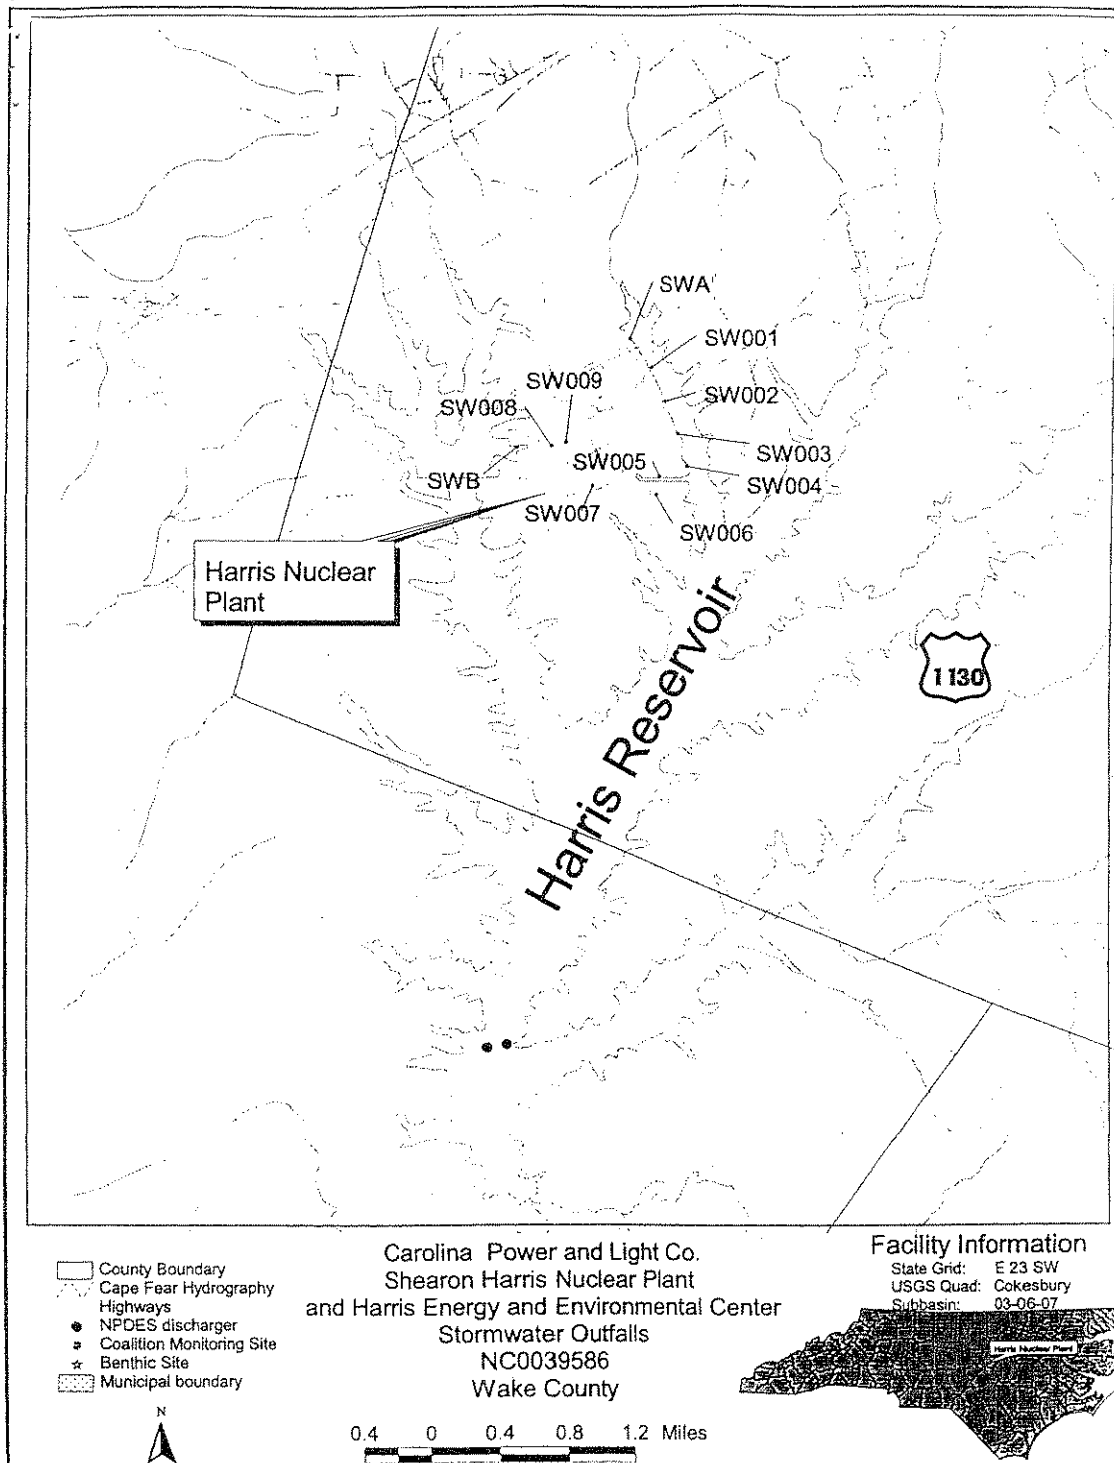 SWA
SW001
SW009
SW002
SW008
SW003
SW005
SWB
SW004
SW007
SW006
Harris Nuclear
Plant
Harris Reservoir
1130
County Boundary
Cape Fear Hydrography
Highways
NPDES discharger
Coalition Monitoring Site
Benthic Site
Municipal boundary
N
Carolina Power and Light Co.
Shearon Harris Nuclear Plant
and Harris Energy and Environmental Center
Stormwater Outfalls
NC0039586
Wake County
0.4 0 0.4 0.8 1.2 Miles
Facility Information
State Grid: E 23 SW
USGS Quad: Cokesbury
Subbasin: 03-06-07
Harris Nuclear Plant